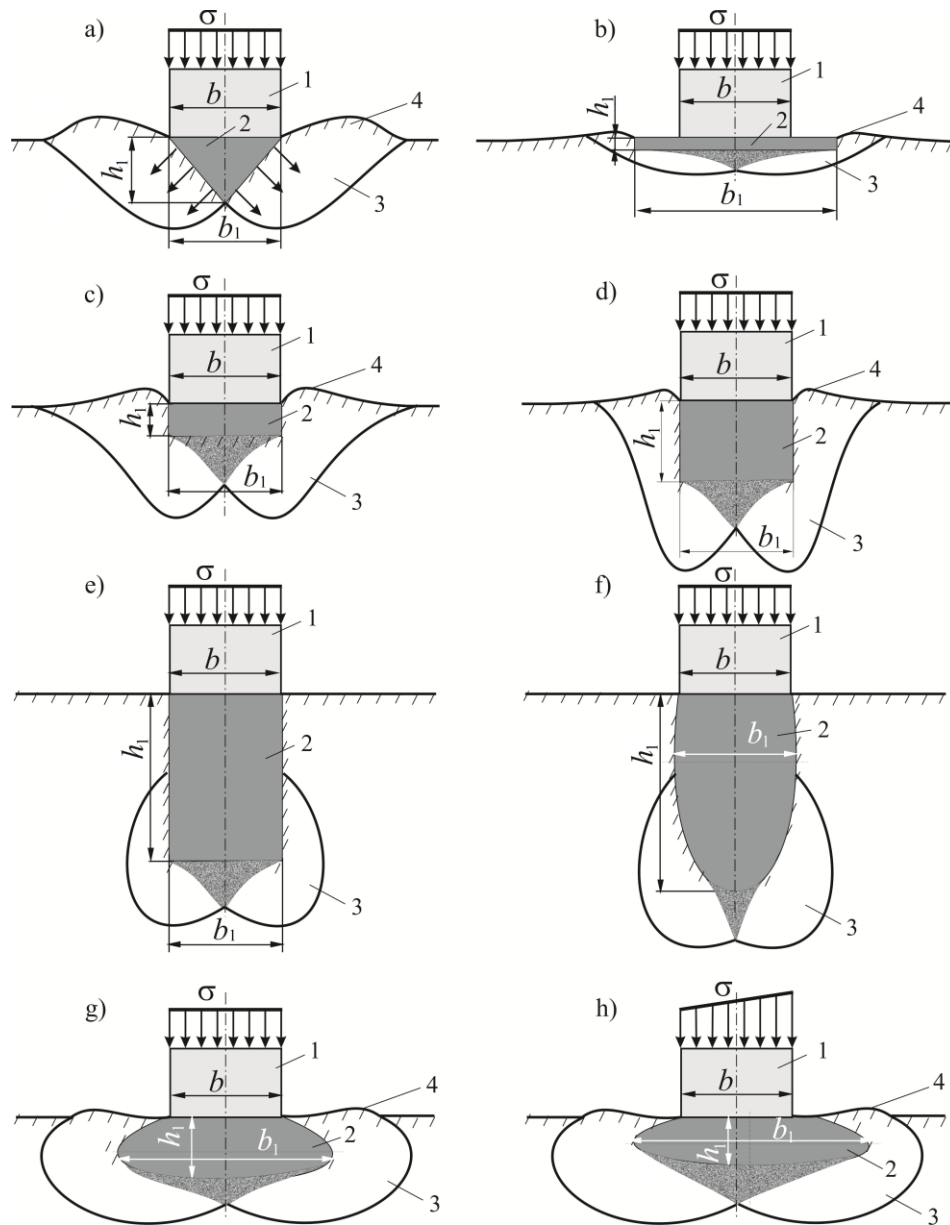 a) σ b) σ
1 1
b 4 h₁ b 4
2 2
h₁ 3 3
b₁ b₁
c) σ d) σ
1 1
b 4 b 4
h₁ 2 h₁ 2
b₁ 3 b₁ 3
e) σ f) σ
1 1
b b
h₁ 2 h₁ b₁ 2
3 3
b₁
g) σ h) σ
1 1
b 4 b 4
h₁ b₁ 2 h₁ b₁ 2
3 3